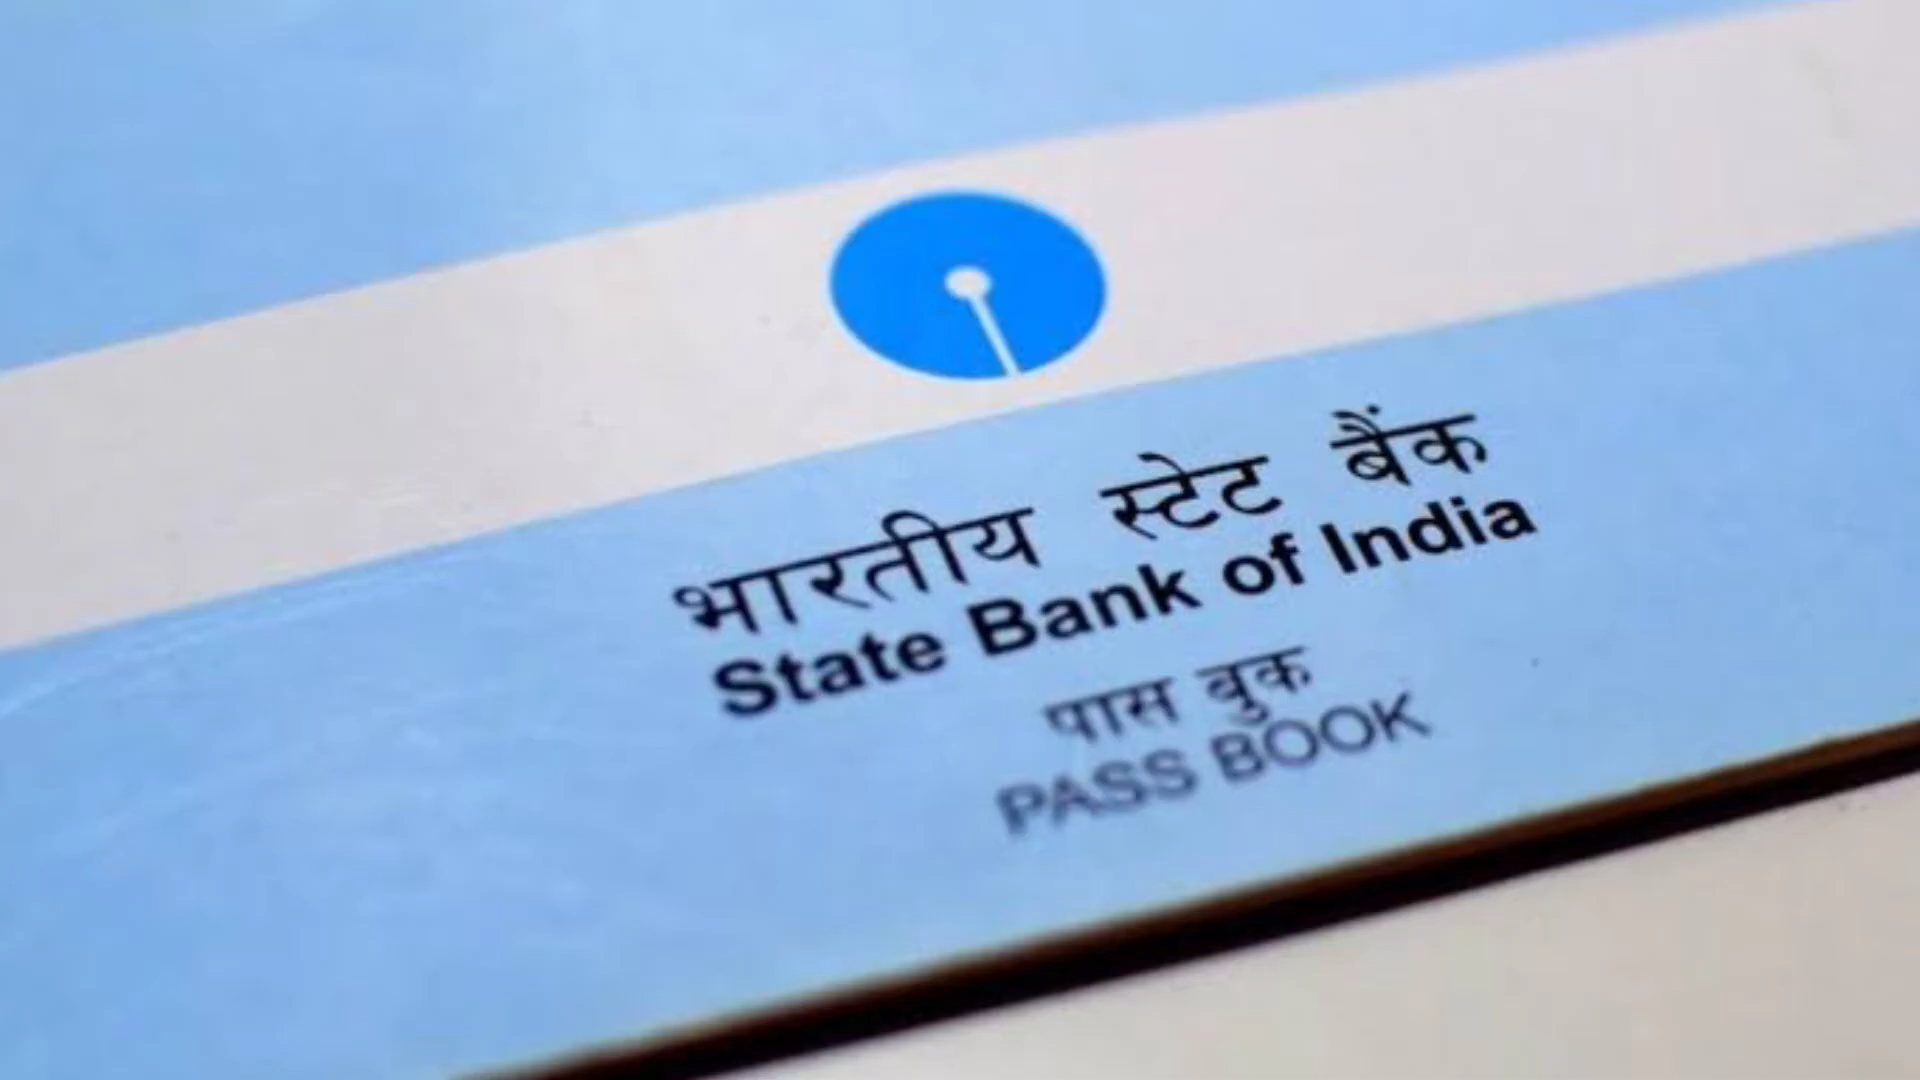 भारतीय स्टेट बैंक
State Bank of India
पास बुक
PASS BOOK